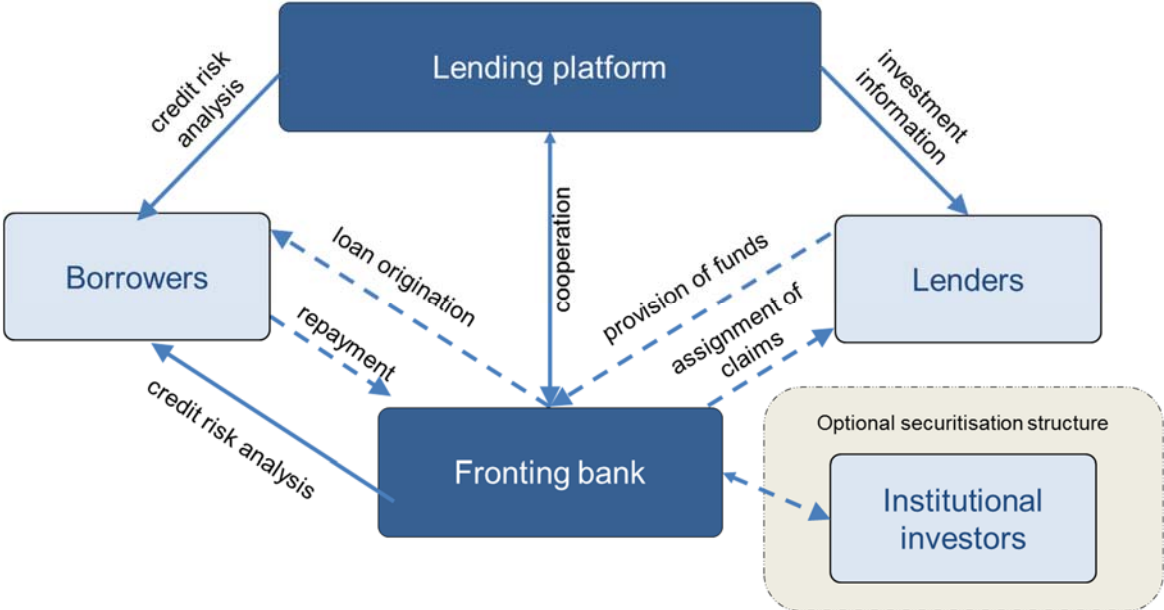 Lending platform
credit risk
analysis
investment
information
cooperation
Borrowers
loan origination
provision of funds
Lenders
repayment
assignment of
claims
credit risk analysis
Fronting bank
Optional securitisation structure
Institutional
investors